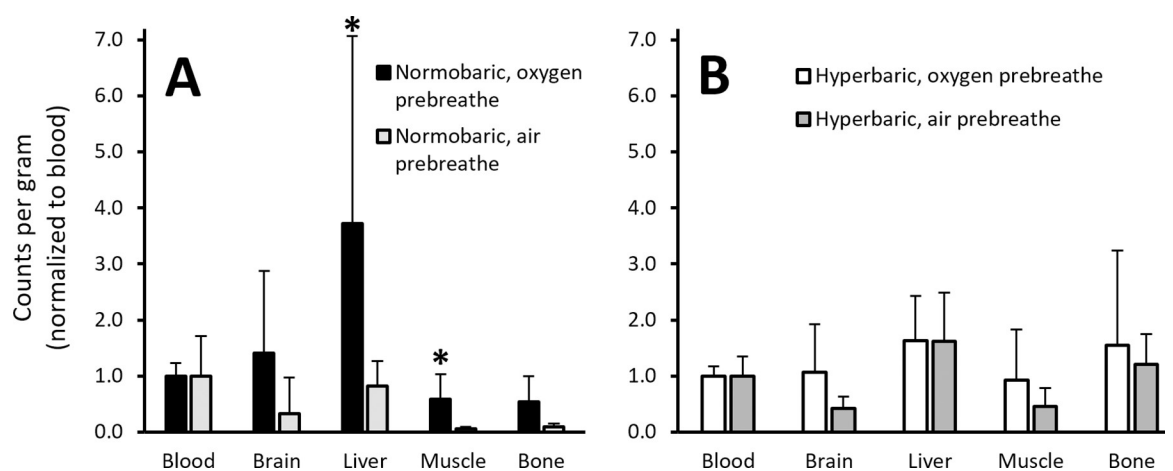 Counts per gram
(normalized to blood)
7.0
6.0
5.0
4.0
3.0
2.0
1.0
0.0
A
*
*
Normobaric, oxygen
prebreathe
Normobaric, air
prebreathe
Blood Brain Liver Muscle Bone
7.0
6.0
5.0
4.0
3.0
2.0
1.0
0.0
B
Hyperbaric, oxygen prebreathe
Hyperbaric, air prebreathe
Blood Brain Liver Muscle Bone